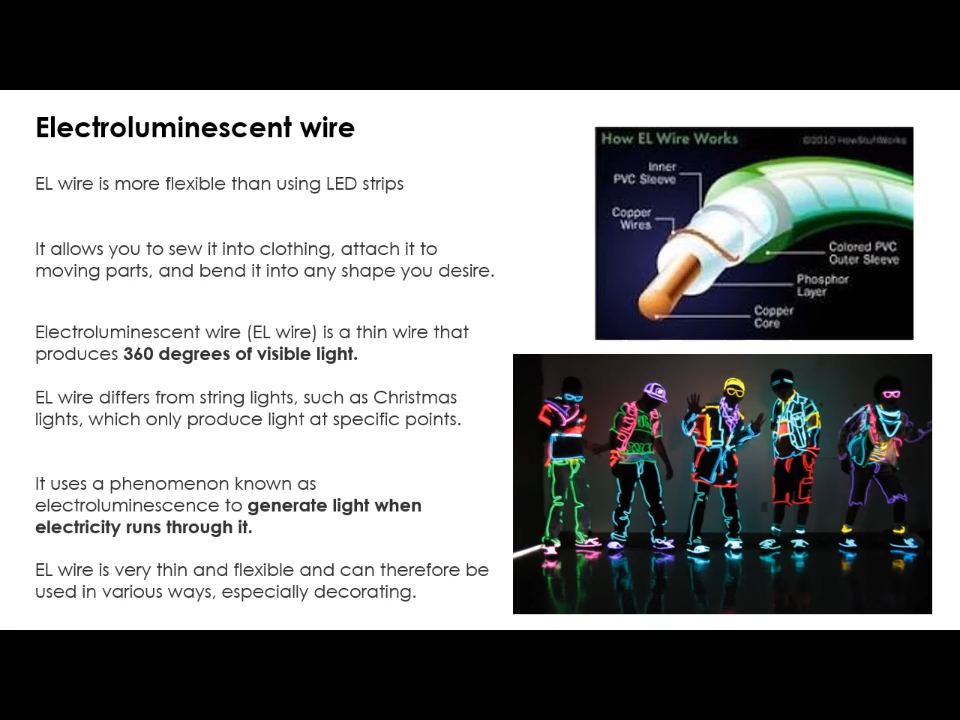 Electroluminescent wire
EL wire is more flexible than using LED strips
It allows you to sew it into clothing, attach it to
moving parts, and bend it into any shape you desire.
Electroluminescent wire (EL wire) is a thin wire that
produces 360 degrees of visible light.
EL wire differs from string lights, such as Christmas
lights, which only produce light at specific points.
It uses a phenomenon known as
electroluminescence to generate light when
electricity runs through it.
EL wire is very thin and flexible and can therefore be
used in various ways, especially decorating.
How EL Wire Works
©2010 HowStuffWorks
Inner
PVC Sleeve
Copper
Wires
Colored PVC
Outer Sleeve
Phosphor
Layer
Copper
Core